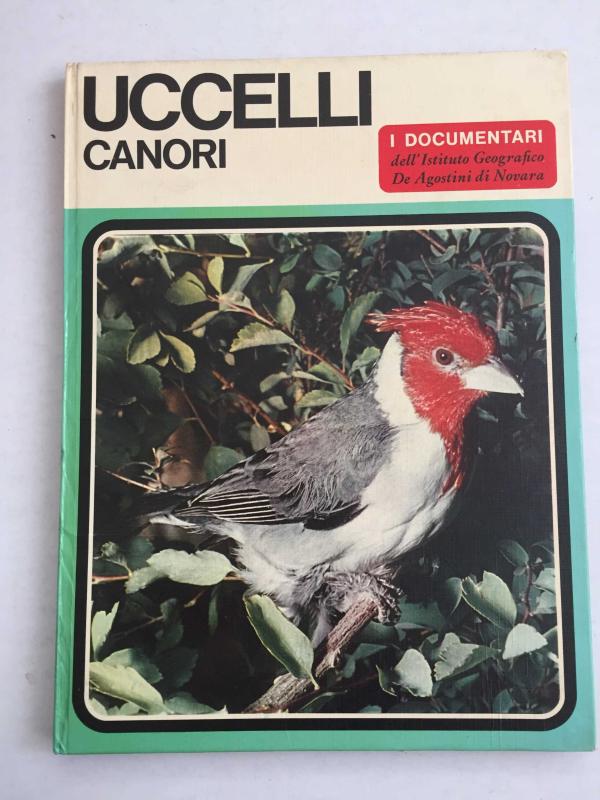 UCCELLI
CANORI
I DOCUMENTARI
dell'Istituto Geografico
De Agostini di Novara